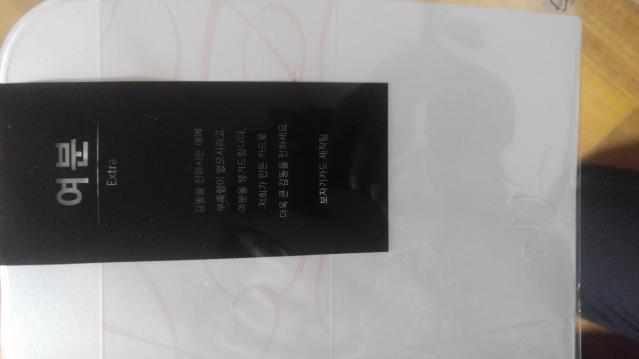 여분
Extra
감동을 전하시는 데에
부족함이 없으시라고
여분을 챙겨드립니다.
저희가 만든 카드로
더욱 큰 감동을 전하세요.
보자기카드 제작팀